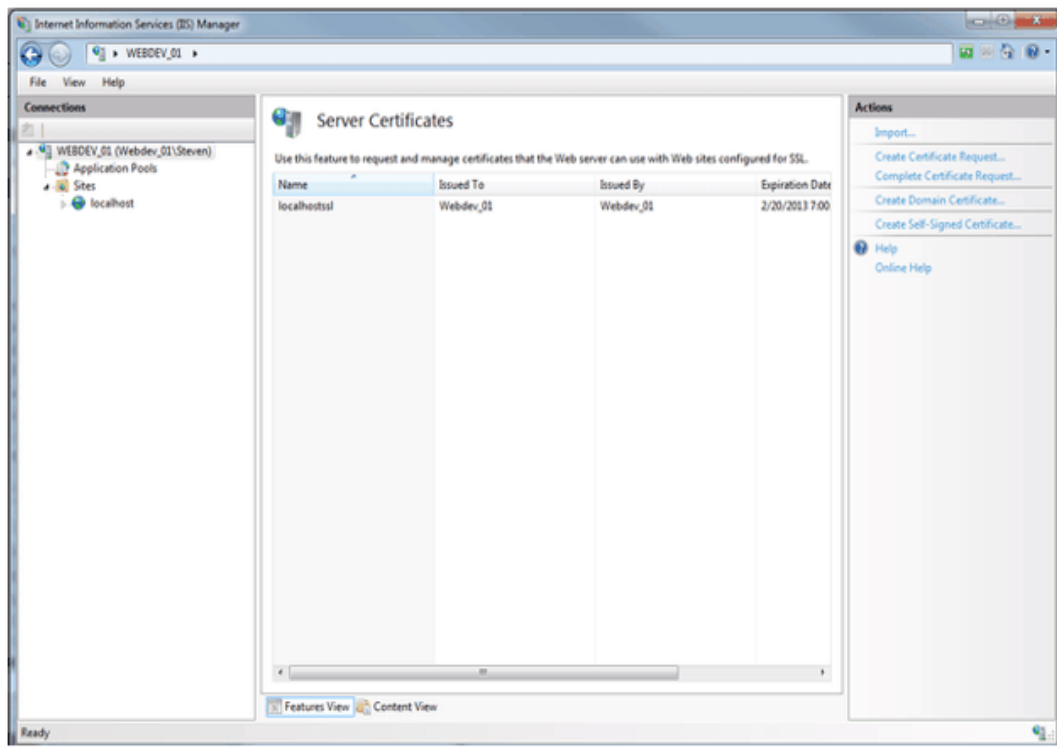 Internet Information Services (IIS) Manager
WEBDEV_01
File View Help
Connections
WEBDEV_01 (Webdev_01\Steven)
Application Pools
Sites
localhost
Server Certificates
Use this feature to request and manage certificates that the Web server can use with Web sites configured for SSL.
Name Issued To Issued By Expiration Date
localhostssl Webdev_01 Webdev_01 2/20/2013 7:00
Features View Content View
Actions
Import...
Create Certificate Request...
Complete Certificate Request...
Create Domain Certificate...
Create Self-Signed Certificate...
Help
Online Help
Ready